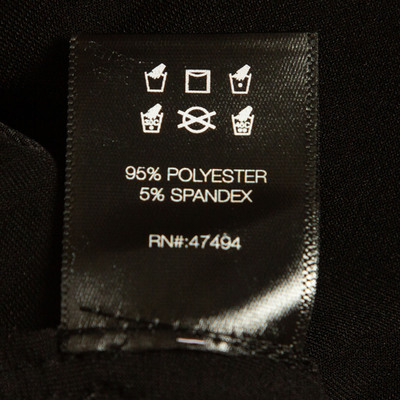 95% POLYESTER
5% SPANDEX
RN#:47494